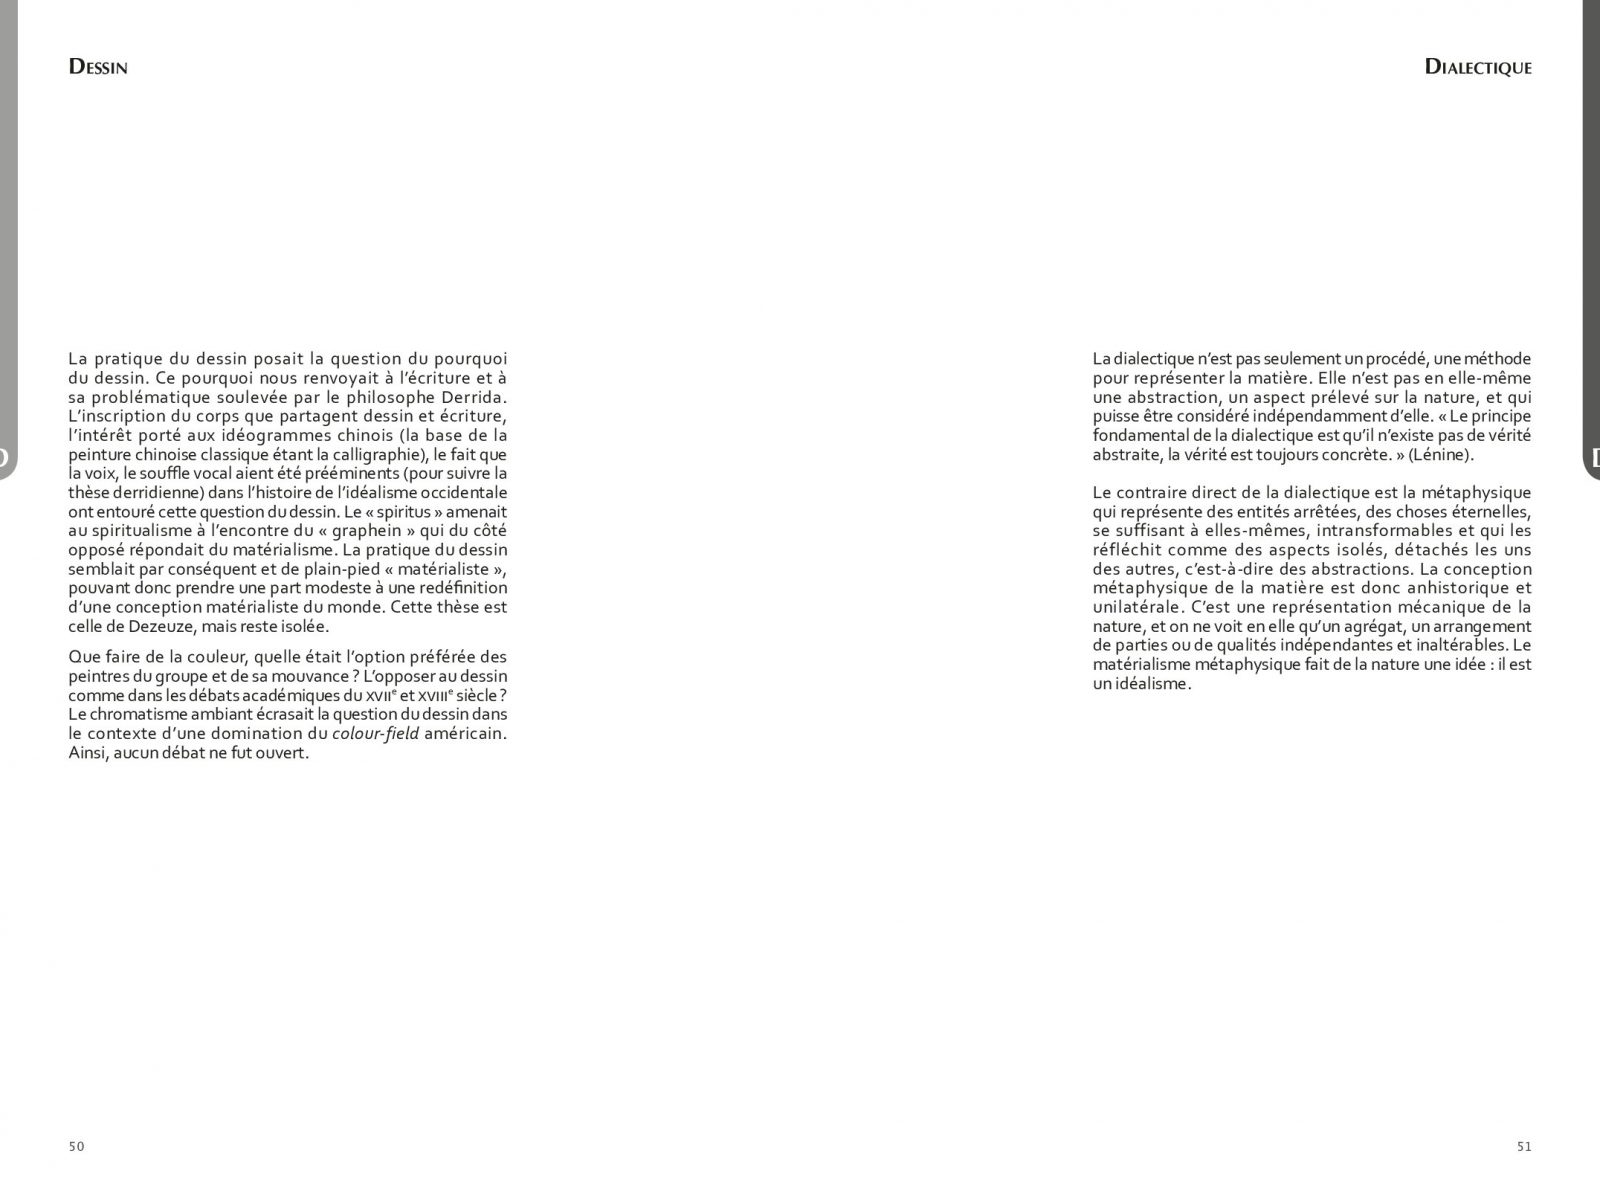 Dessin
La pratique du dessin posait la question du pourquoi
du dessin. Ce pourquoi nous renvoyait à l’écriture et à
sa problématique soulevée par le philosophe Derrida.
L’inscription du corps que partagent dessin et écriture,
l’intérêt porté aux idéogrammes chinois (la base de la
peinture chinoise classique étant la calligraphie), le fait que
la voix, le souffle vocal aient été prééminents (pour suivre la
thèse derridienne) dans l’histoire de l’idéalisme occidentale
ont entouré cette question du dessin. Le « spiritus » amenait
au spiritualisme à l’encontre du « graphein » qui du côté
opposé répondait du matérialisme. La pratique du dessin
semblait par conséquent et de plain-pied « matérialiste »,
pouvant donc prendre une part modeste à une redéfinition
d’une conception matérialiste du monde. Cette thèse est
celle de Dezeuze, mais reste isolée.
Que faire de la couleur, quelle était l’option préférée des
peintres du groupe et de sa mouvance ? L’opposer au dessin
comme dans les débats académiques du XVIIe et XVIIIe siècle ?
Le chromatisme ambiant écrasait la question du dessin dans
le contexte d’une domination du colour-field américain.
Ainsi, aucun débat ne fut ouvert.
50
Dialectique
La dialectique n’est pas seulement un procédé, une méthode
pour représenter la matière. Elle n’est pas en elle-même
une abstraction, un aspect prélevé sur la nature, et qui
puisse être considéré indépendamment d’elle. « Le principe
fondamental de la dialectique est qu’il n’existe pas de vérité
abstraite, la vérité est toujours concrète. » (Lénine).
Le contraire direct de la dialectique est la métaphysique
qui représente des entités arrêtées, des choses éternelles,
se suffisant à elles-mêmes, intransformables et qui les
réfléchit comme des aspects isolés, détachés les uns
des autres, c’est-à-dire des abstractions. La conception
métaphysique de la matière est donc anhistorique et
unilatérale. C’est une représentation mécanique de la
nature, et on ne voit en elle qu’un agrégat, un arrangement
de parties ou de qualités indépendantes et inaltérables. Le
matérialisme métaphysique fait de la nature une idée : il est
un idéalisme.
51